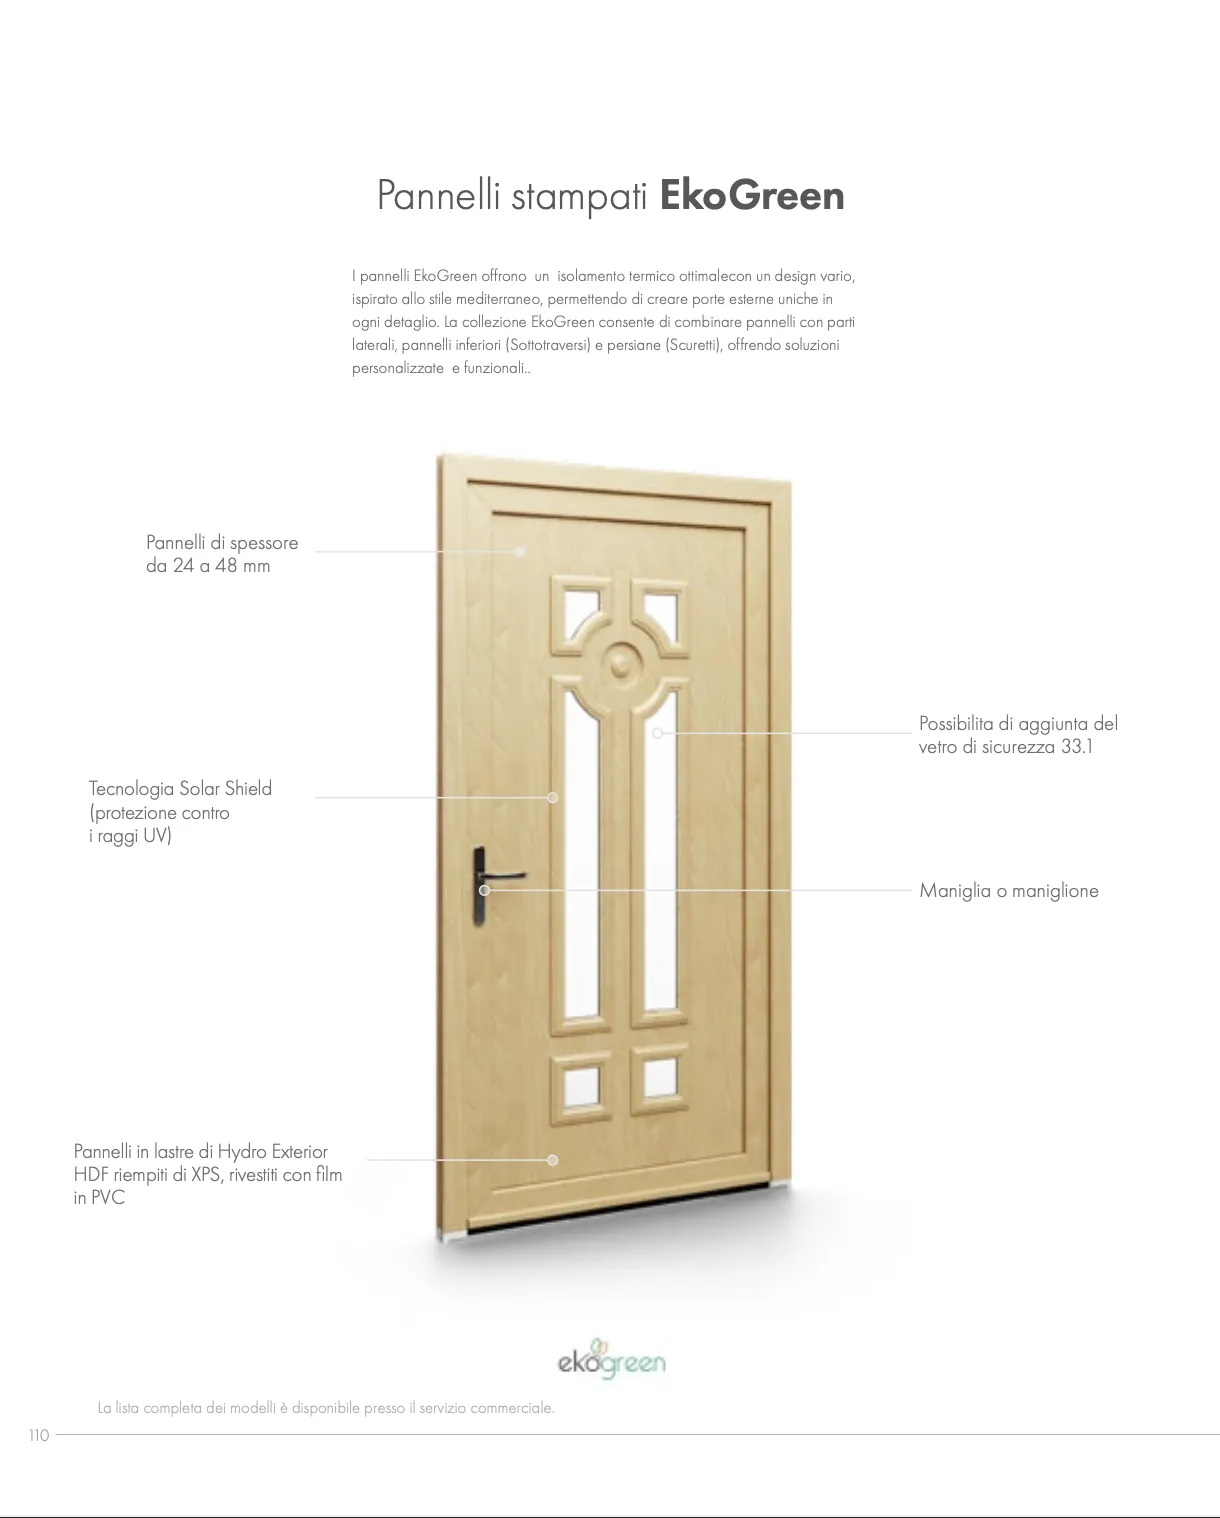 Pannelli stampati EkoGreen
I pannelli EkoGreen offrono un isolamento termico ottimalecon un design vario,
ispirato allo stile mediterraneo, permettendo di creare porte esterne uniche in
ogni detaglio. La collezione EkoGreen consente di combinare pannelli con parti
laterali, pannelli inferiori (Sottotraversi) e persiane (Scuretti), offrendo soluzioni
personalizzate e funzionali..
Pannelli di spessore
da 24 a 48 mm
Possibilita di aggiunta del
vetro di sicurezza 33.1
Tecnologia Solar Shield
(protezione contro
i raggi UV)
Maniglia o maniglione
Pannelli in lastre di Hydro Exterior
HDF riempiti di XPS, rivestiti con film
in PVC
ekogreen
La lista completa dei modelli è disponibile presso il servizio commerciale.
110